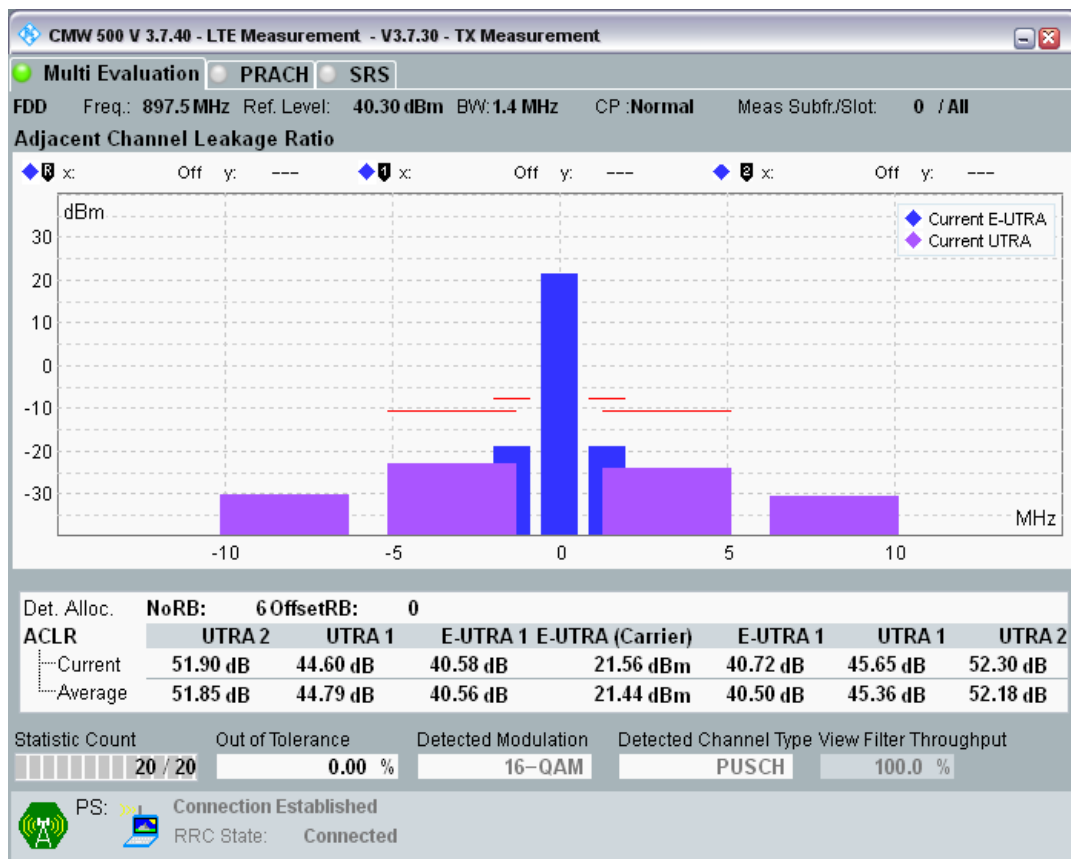 CMW 500 V 3.7.40 - LTE Measurement - V3.7.30 - TX Measurement
Multi Evaluation PRACH SRS
FDD Freq.: 897.5 MHz Ref. Level: 40.30 dBm BW: 1.4 MHz CP :Normal Meas Subfr./Slot: 0 / All
Adjacent Channel Leakage Ratio
R x: Off y: --- 1 x: Off y: --- 2 x: Off y: ---
dBm
Current E-UTRA
Current UTRA
30
20
10
0
-10
-20
-30
MHz
-10 -5 0 5 10
Det. Alloc. NoRB: 6 OffsetRB: 0
ACLR UTRA 2 UTRA 1 E-UTRA 1 E-UTRA (Carrier) E-UTRA 1 UTRA 1 UTRA 2
Current 51.90 dB 44.60 dB 40.58 dB 21.56 dBm 40.72 dB 45.65 dB 52.30 dB
Average 51.85 dB 44.79 dB 40.56 dB 21.44 dBm 40.50 dB 45.36 dB 52.18 dB
Statistic Count Out of Tolerance Detected Modulation Detected Channel Type View Filter Throughput
20 / 20 0.00 % 16-QAM PUSCH 100.0 %
PS: Connection Established
RRC State: Connected